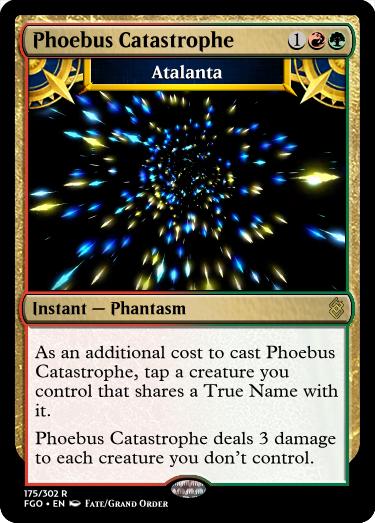 Phoebus Catastrophe 1
Atalanta
Instant — Phantasm
As an additional cost to cast Phoebus
Catastrophe, tap a creature you
control that shares a True Name with
it.
Phoebus Catastrophe deals 3 damage
to each creature you don't control.
175/302 R
FGO • EN Fate/Grand Order